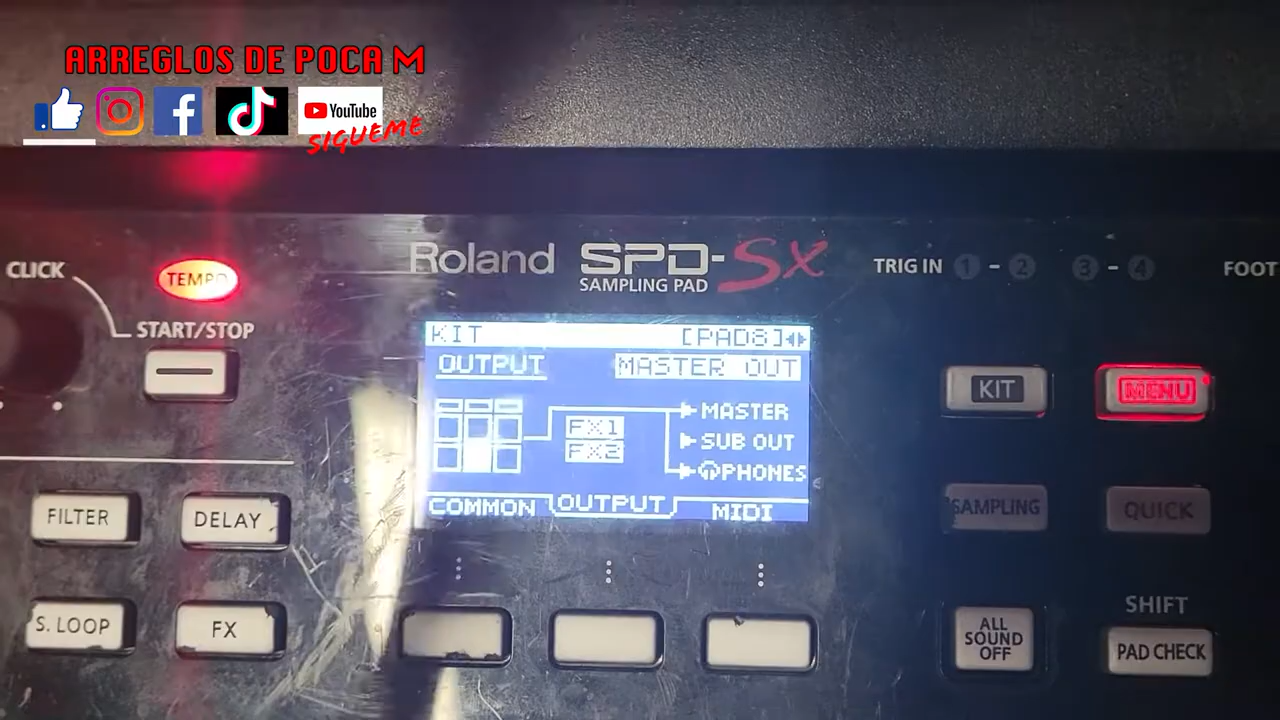 ARREGLOS DE POCA M
YouTube
SIGUEME
CLICK
TEMPO
START/STOP
Roland SPD-SX
SAMPLING PAD
TRIG IN 1 - 2 3 - 4
FOOT
KIT [PAD8]
OUTPUT MASTER OUT
FX1
FX2
MASTER
SUB OUT
PHONES
COMMON OUTPUT MIDI
KIT
MENU
FILTER
DELAY
SAMPLING
QUICK
S. LOOP
FX
ALL
SOUND
OFF
SHIFT
PAD CHECK